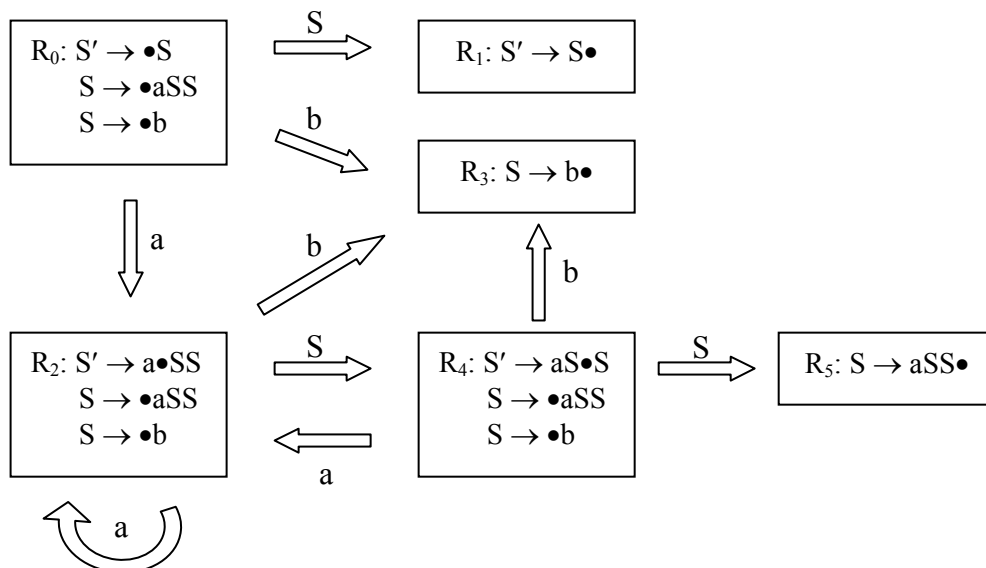 R₀: S′ → •S
S → •aSS
S → •b
S
R₁: S′ → S•
b
R₃: S → b•
a
b
b
R₂: S′ → a•SS
S → •aSS
S → •b
S
R₄: S′ → aS•S
S → •aSS
S → •b
S
R₅: S → aSS•
a
a